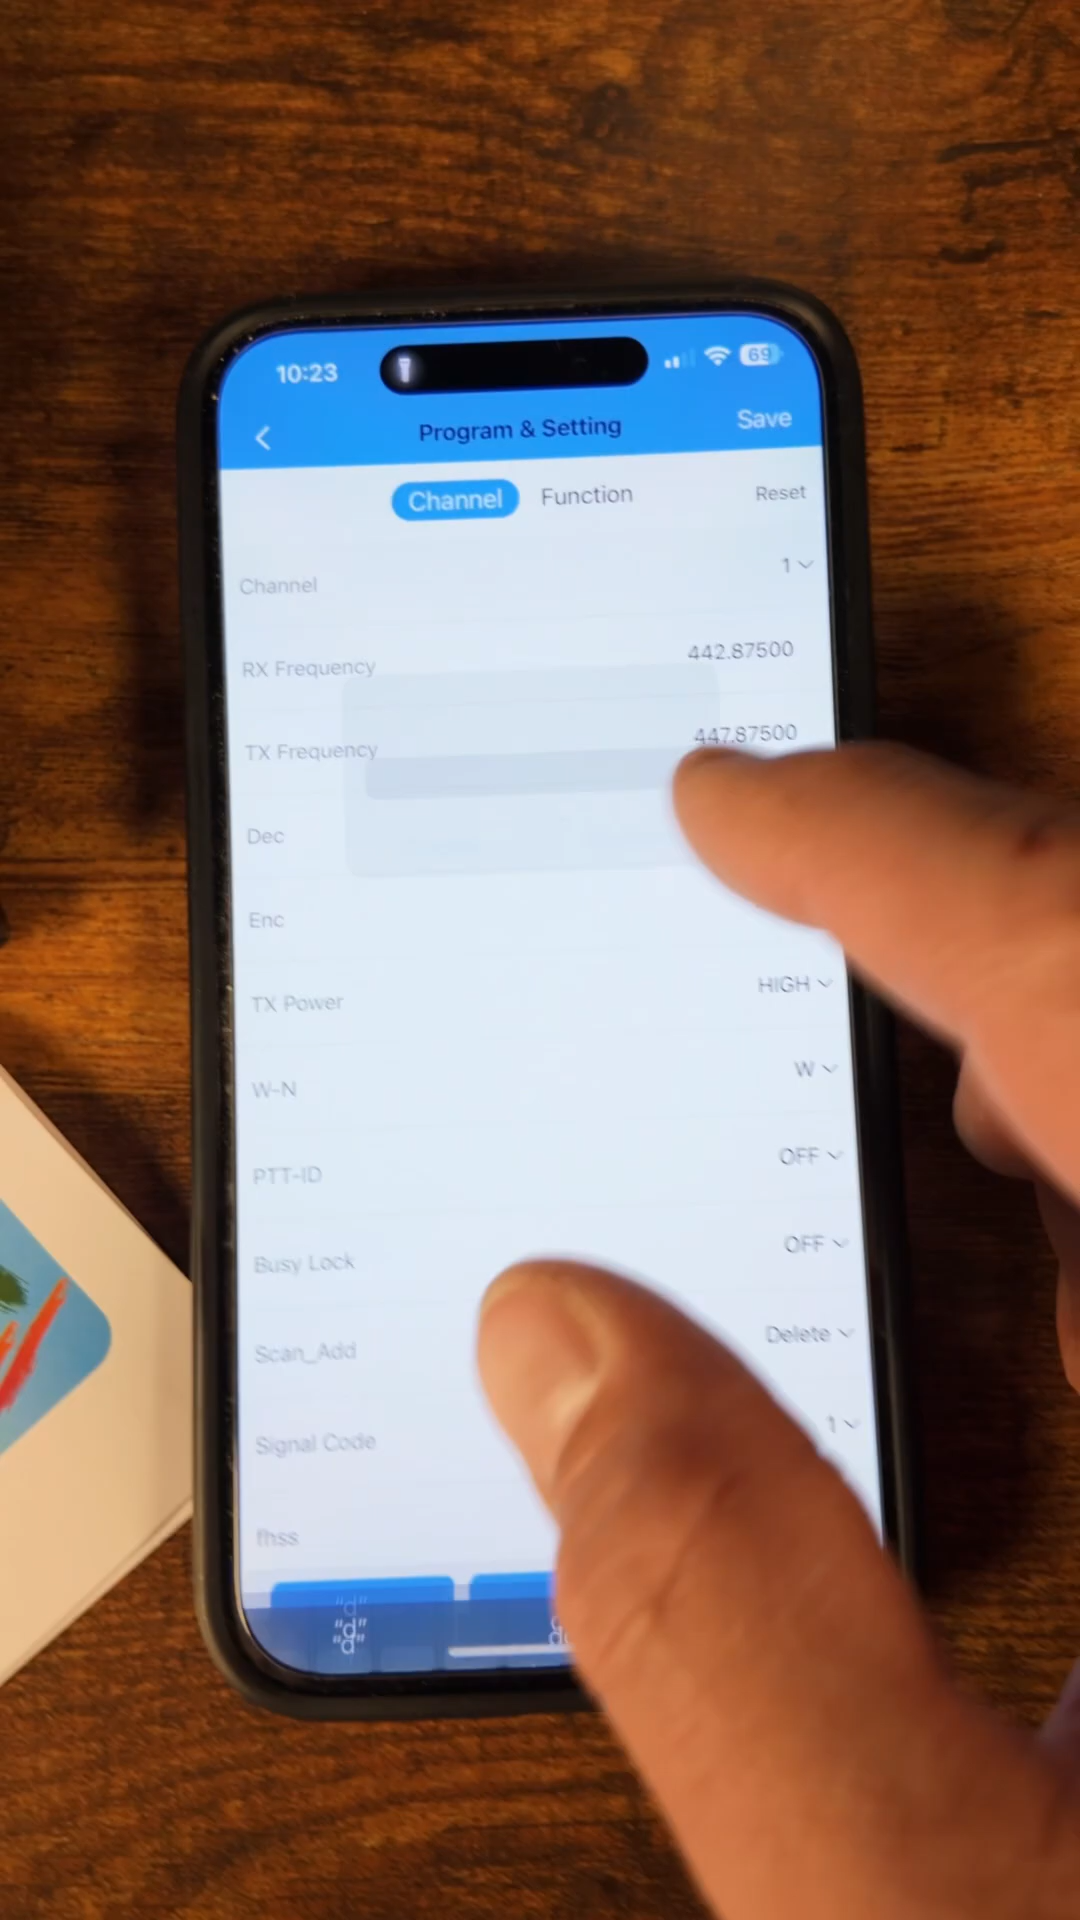 10:23
69
Program & Setting
Save
Channel Function
Reset
Channel 1
RX Frequency 442.87500
TX Frequency 447.87500
Dec
Enc
TX Power HIGH
W-N W
PTT-ID OFF
Busy Lock OFF
Scan_Add Delete
Signal Code 1
fhss
"d"